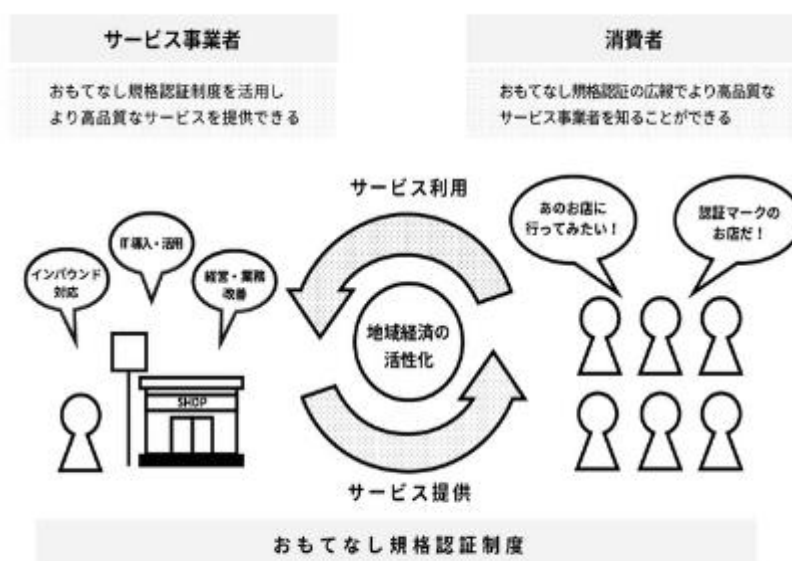 サービス事業者
おもてなし規格認証制度を活用し
より高品質なサービスを提供できる
消費者
おもてなし規格認証の広報でより高品質な
サービス事業者を知ることができる
サービス利用
インバウンド
対応
IT導入・活用
経営・業務
改善
SHOP
地域経済の
活性化
あのお店に
行ってみたい！
認証マークの
お店だ！
サービス提供
おもてなし規格認証制度